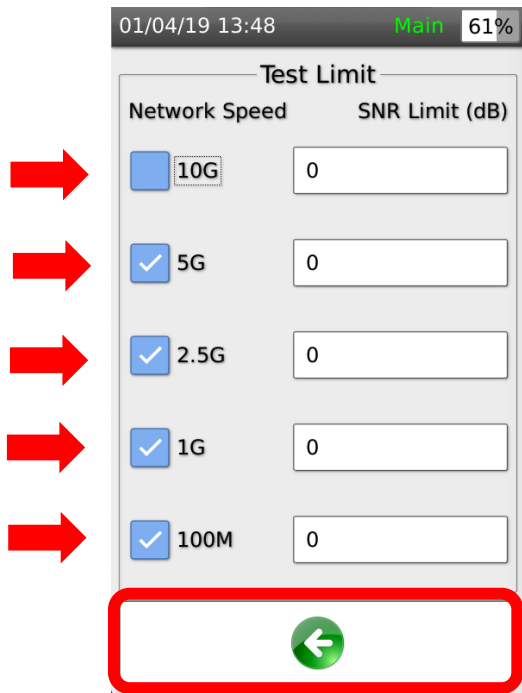 01/04/19 13:48 Main 61%
Test Limit
Network Speed SNR Limit (dB)
10G 0
5G 0
2.5G 0
1G 0
100M 0